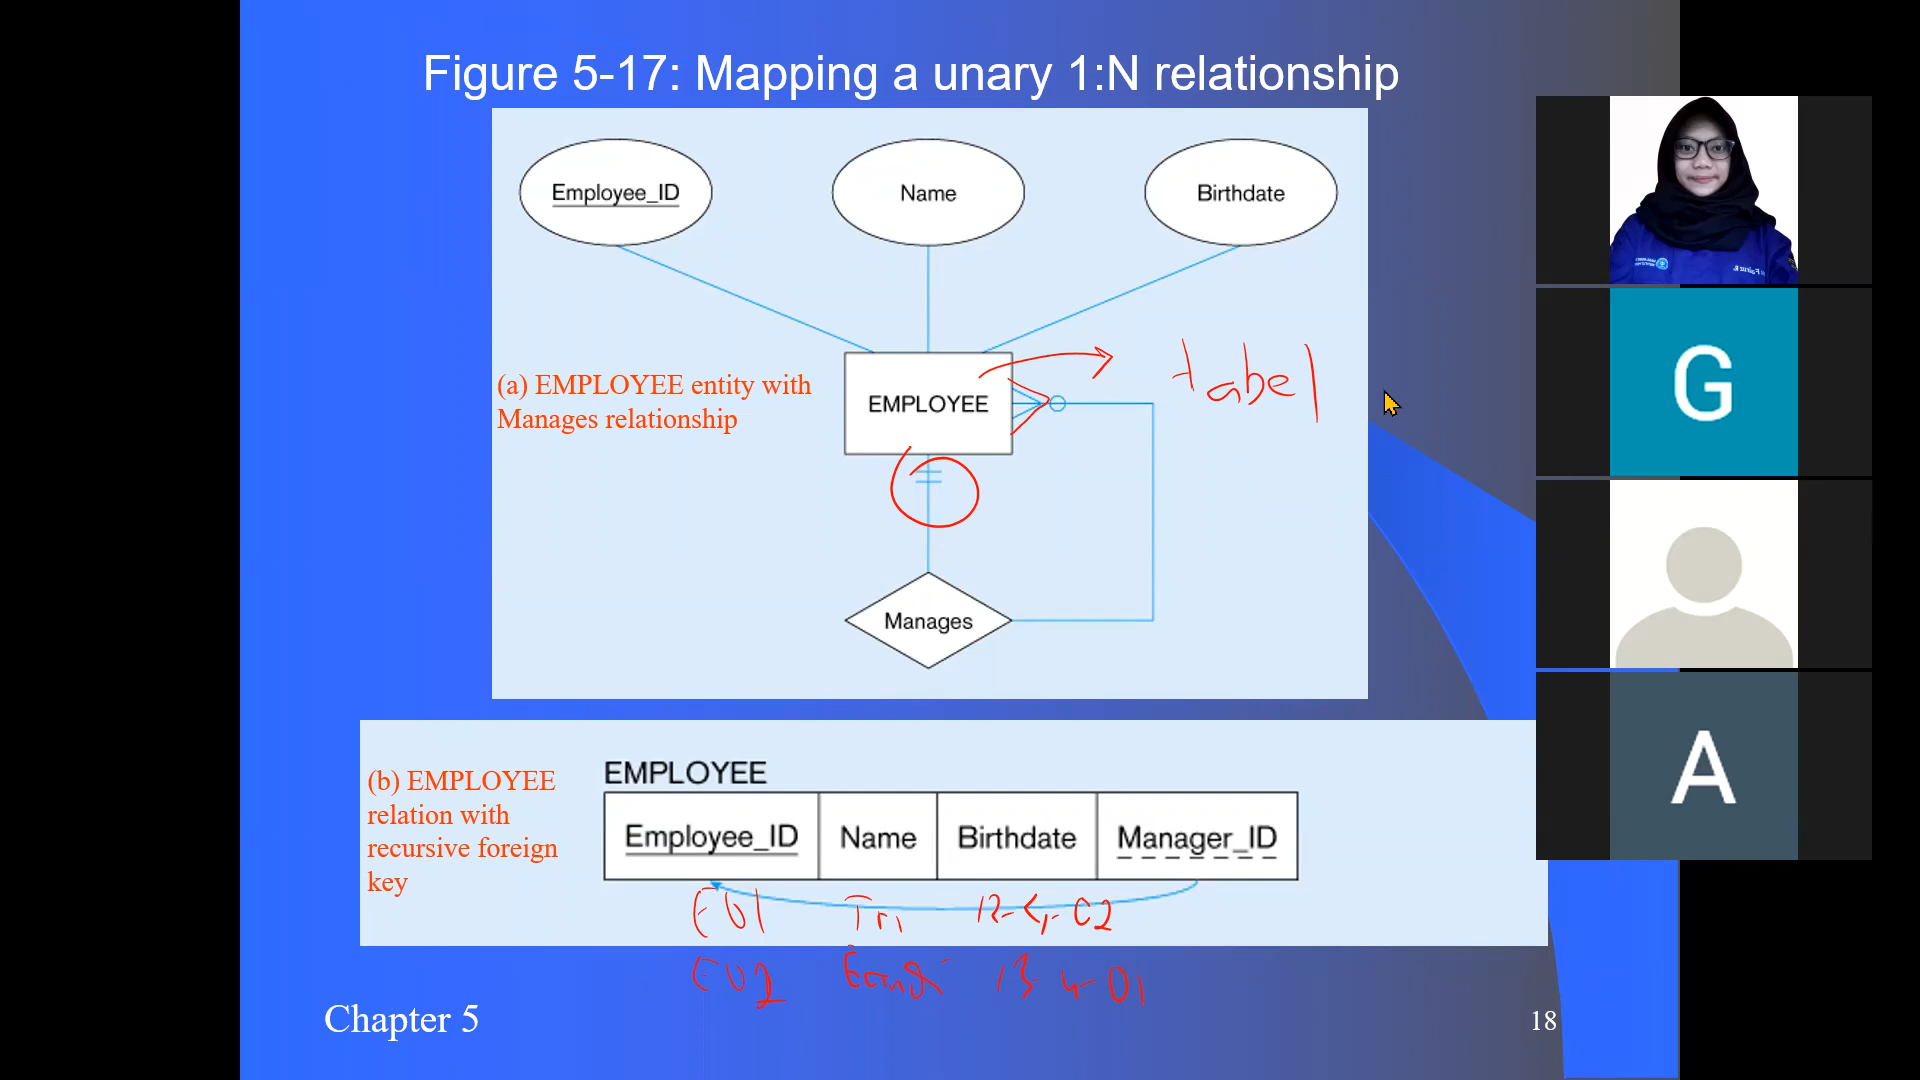 Figure 5-17: Mapping a unary 1:N relationship
Employee_ID
Name
Birthdate
(a) EMPLOYEE entity with
Manages relationship
EMPLOYEE
tabel
Manages
G
A
(b) EMPLOYEE
relation with
recursive foreign
key
EMPLOYEE
Employee_ID Name Birthdate Manager_ID
E01 Tri 12-4-02
E02 13 4-01
Chapter 5
18